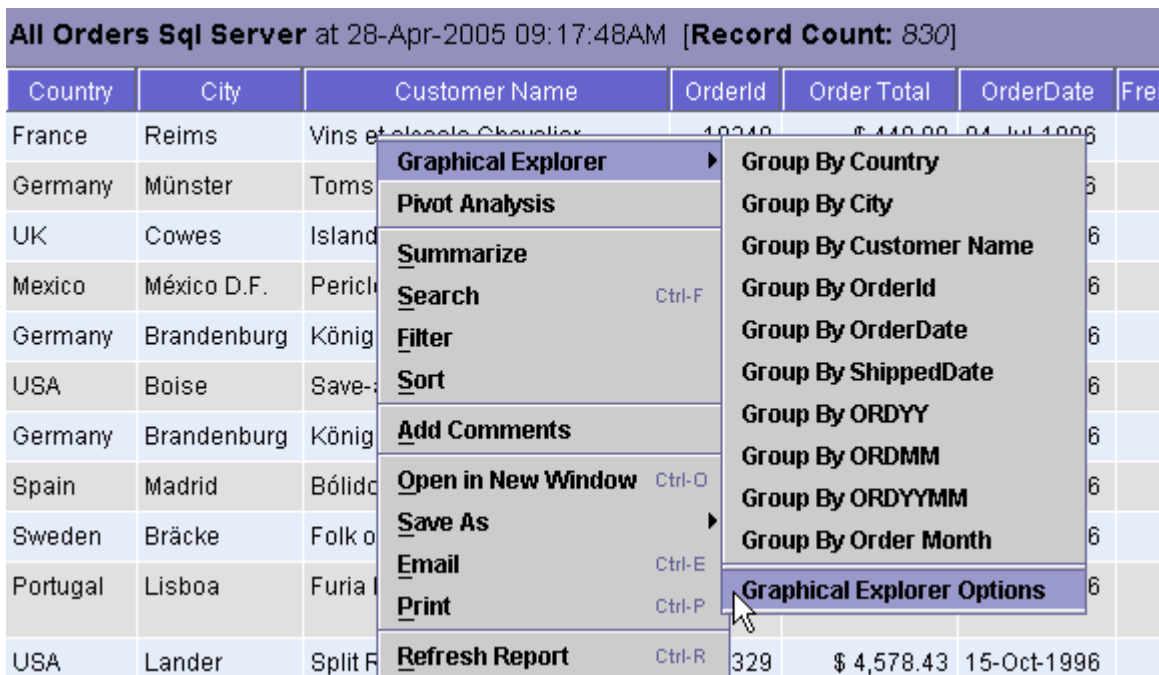 All Orders Sql Server at 28-Apr-2005 09:17:48AM [Record Count: 830]
Country City Customer Name OrderId Order Total OrderDate Fre
France Reims Vins et
Germany Münster Toms
UK Cowes Island
Mexico México D.F. Pericl
Germany Brandenburg König
USA Boise Save-a
Germany Brandenburg König
Spain Madrid Bólido
Sweden Bräcke Folk o
Portugal Lisboa Furia
USA Lander Split R 329 $ 4,578.43 15-Oct-1996
Graphical Explorer
Pivot Analysis
Summarize
Search Ctrl-F
Filter
Sort
Add Comments
Open in New Window Ctrl-O
Save As
Email Ctrl-E
Print Ctrl-P
Refresh Report Ctrl-R
Group By Country
Group By City
Group By Customer Name
Group By OrderId
Group By OrderDate
Group By ShippedDate
Group By ORDYY
Group By ORDMM
Group By ORDYYMM
Group By Order Month
Graphical Explorer Options